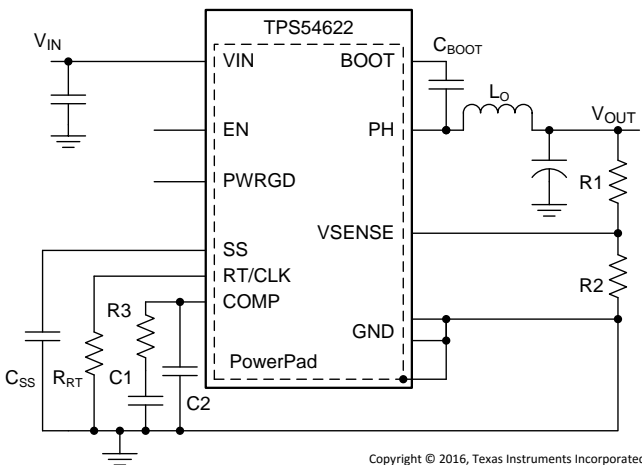 TPS54622
V_IN
C_BOOT
VIN
BOOT
L_O
V_OUT
EN
PH
PWRGD
R1
VSENSE
SS
RT/CLK
R2
COMP
R3
GND
PowerPad
C_SS
R_RT
C1
C2
Copyright © 2016, Texas Instruments Incorporated